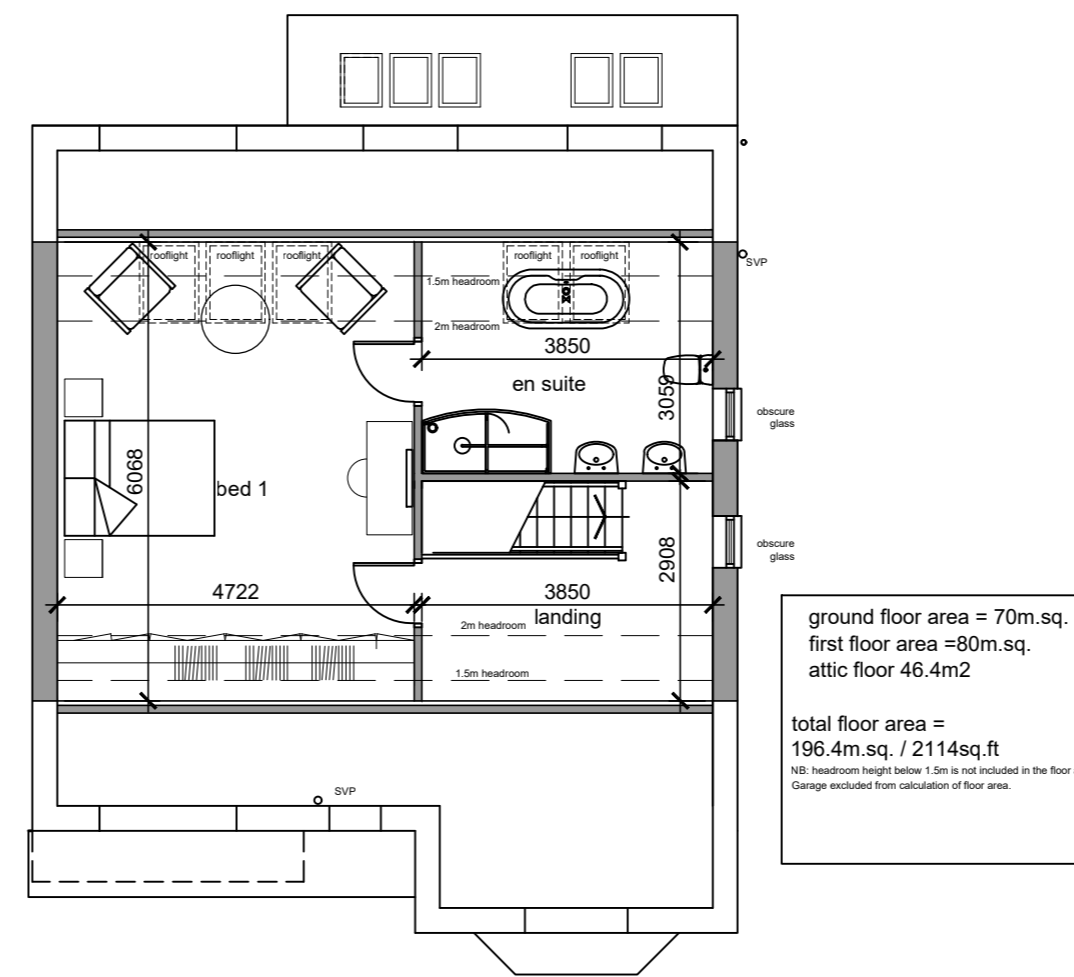 rooflight rooflight rooflight rooflight rooflight
SVP
1.5m headroom
2m headroom
3850
en suite
3059
obscure
glass
6068
bed 1
2908
obscure
glass
4722
3850
landing
2m headroom
1.5m headroom
SVP
ground floor area = 70m.sq.
first floor area =80m.sq.
attic floor 46.4m2
total floor area =
196.4m.sq. / 2114sq.ft
NB: headroom height below 1.5m is not included in the floor
Garage excluded from calculation of floor area.